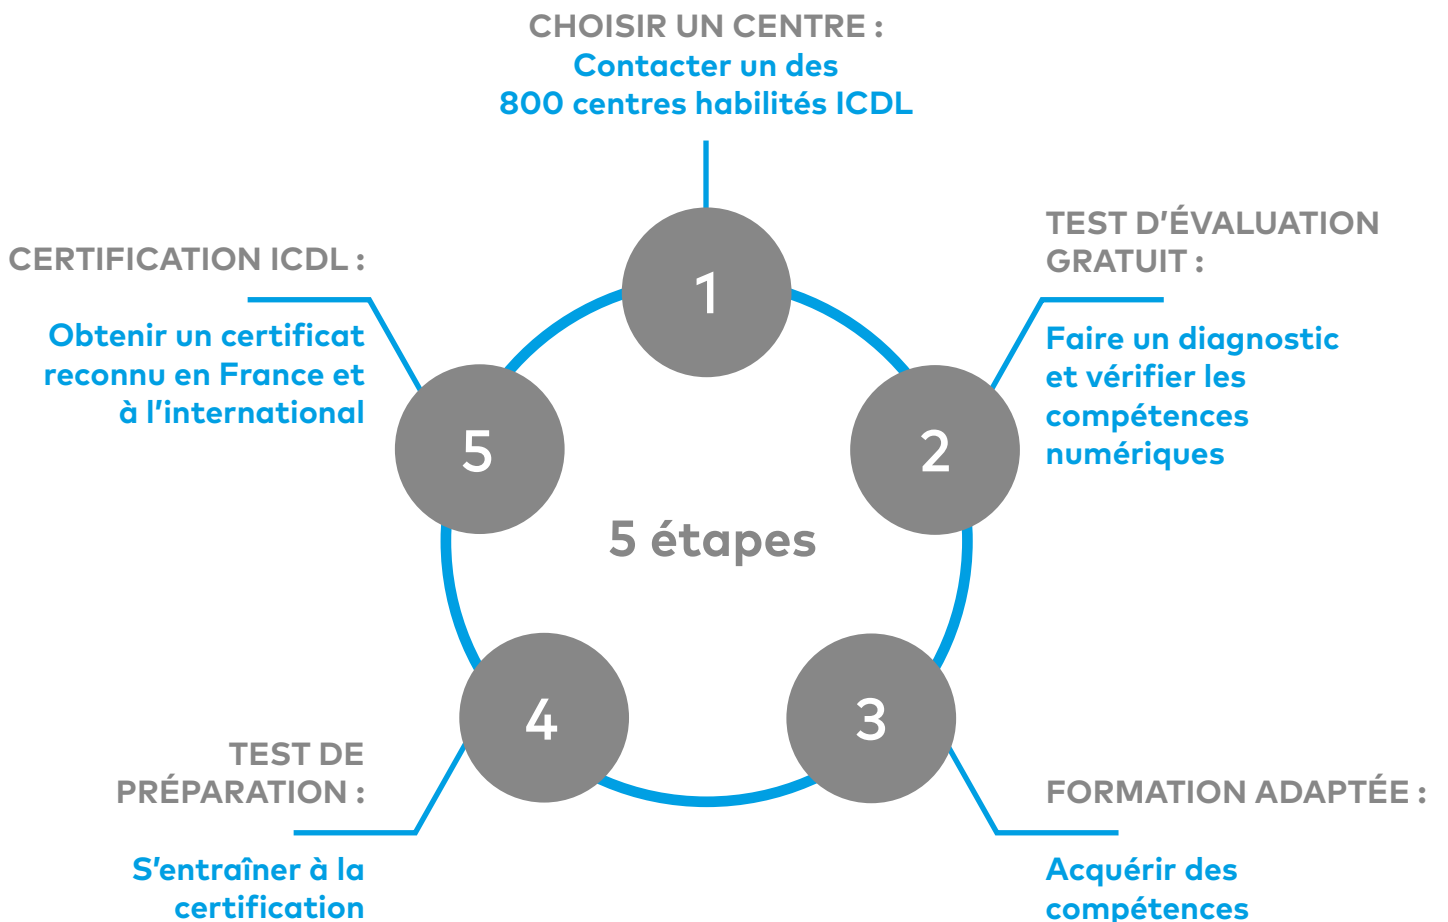 CHOISIR UN CENTRE :
Contacter un des
800 centres habilités ICDL
1
TEST D’ÉVALUATION
GRATUIT :
Faire un diagnostic
et vérifier les
compétences
numériques
2
CERTIFICATION ICDL :
Obtenir un certificat
reconnu en France et
à l’international
5
5 étapes
4
3
TEST DE
PRÉPARATION :
S’entraîner à la
certification
FORMATION ADAPTÉE :
Acquérir des
compétences